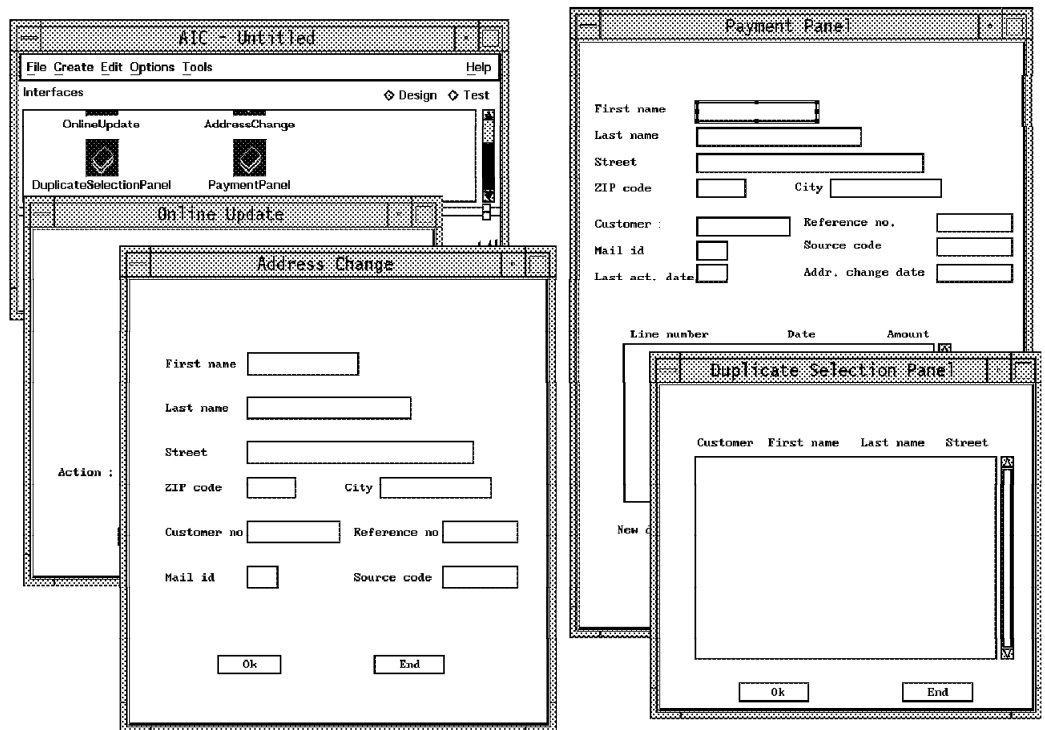 AIC - Untitled
File Create Edit Options Tools Help
Interfaces Design Test
OnlineUpdate AddressChange
DuplicateSelectionPanel PaymentPanel
Online Update
Action :
Address Change
First name
Last name
Street
ZIP code City
Customer no Reference no
Mail id Source code
Ok End
Payment Panel
First name
Last name
Street
ZIP code City
Customer : Reference no.
Mail id Source code
Last act. date Addr. change date
Line number Date Amount
New
Duplicate Selection Panel
Customer First name Last name Street
Ok End